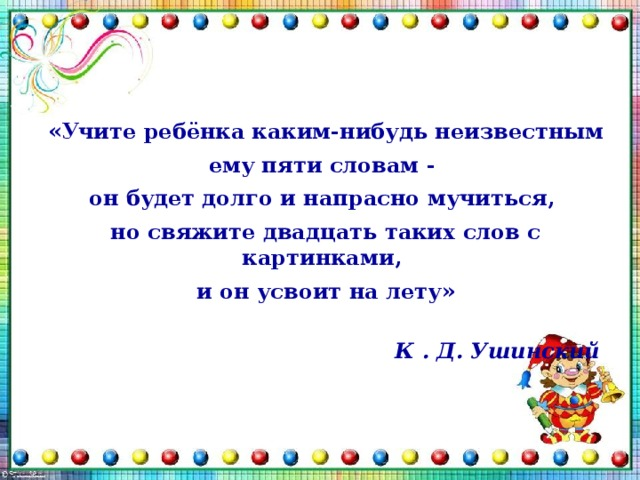 «Учите ребёнка каким-нибудь неизвестным
ему пяти словам -
он будет долго и напрасно мучиться,
но свяжите двадцать таких слов с
картинками,
и он усвоит на лету»
К . Д. Ушинский